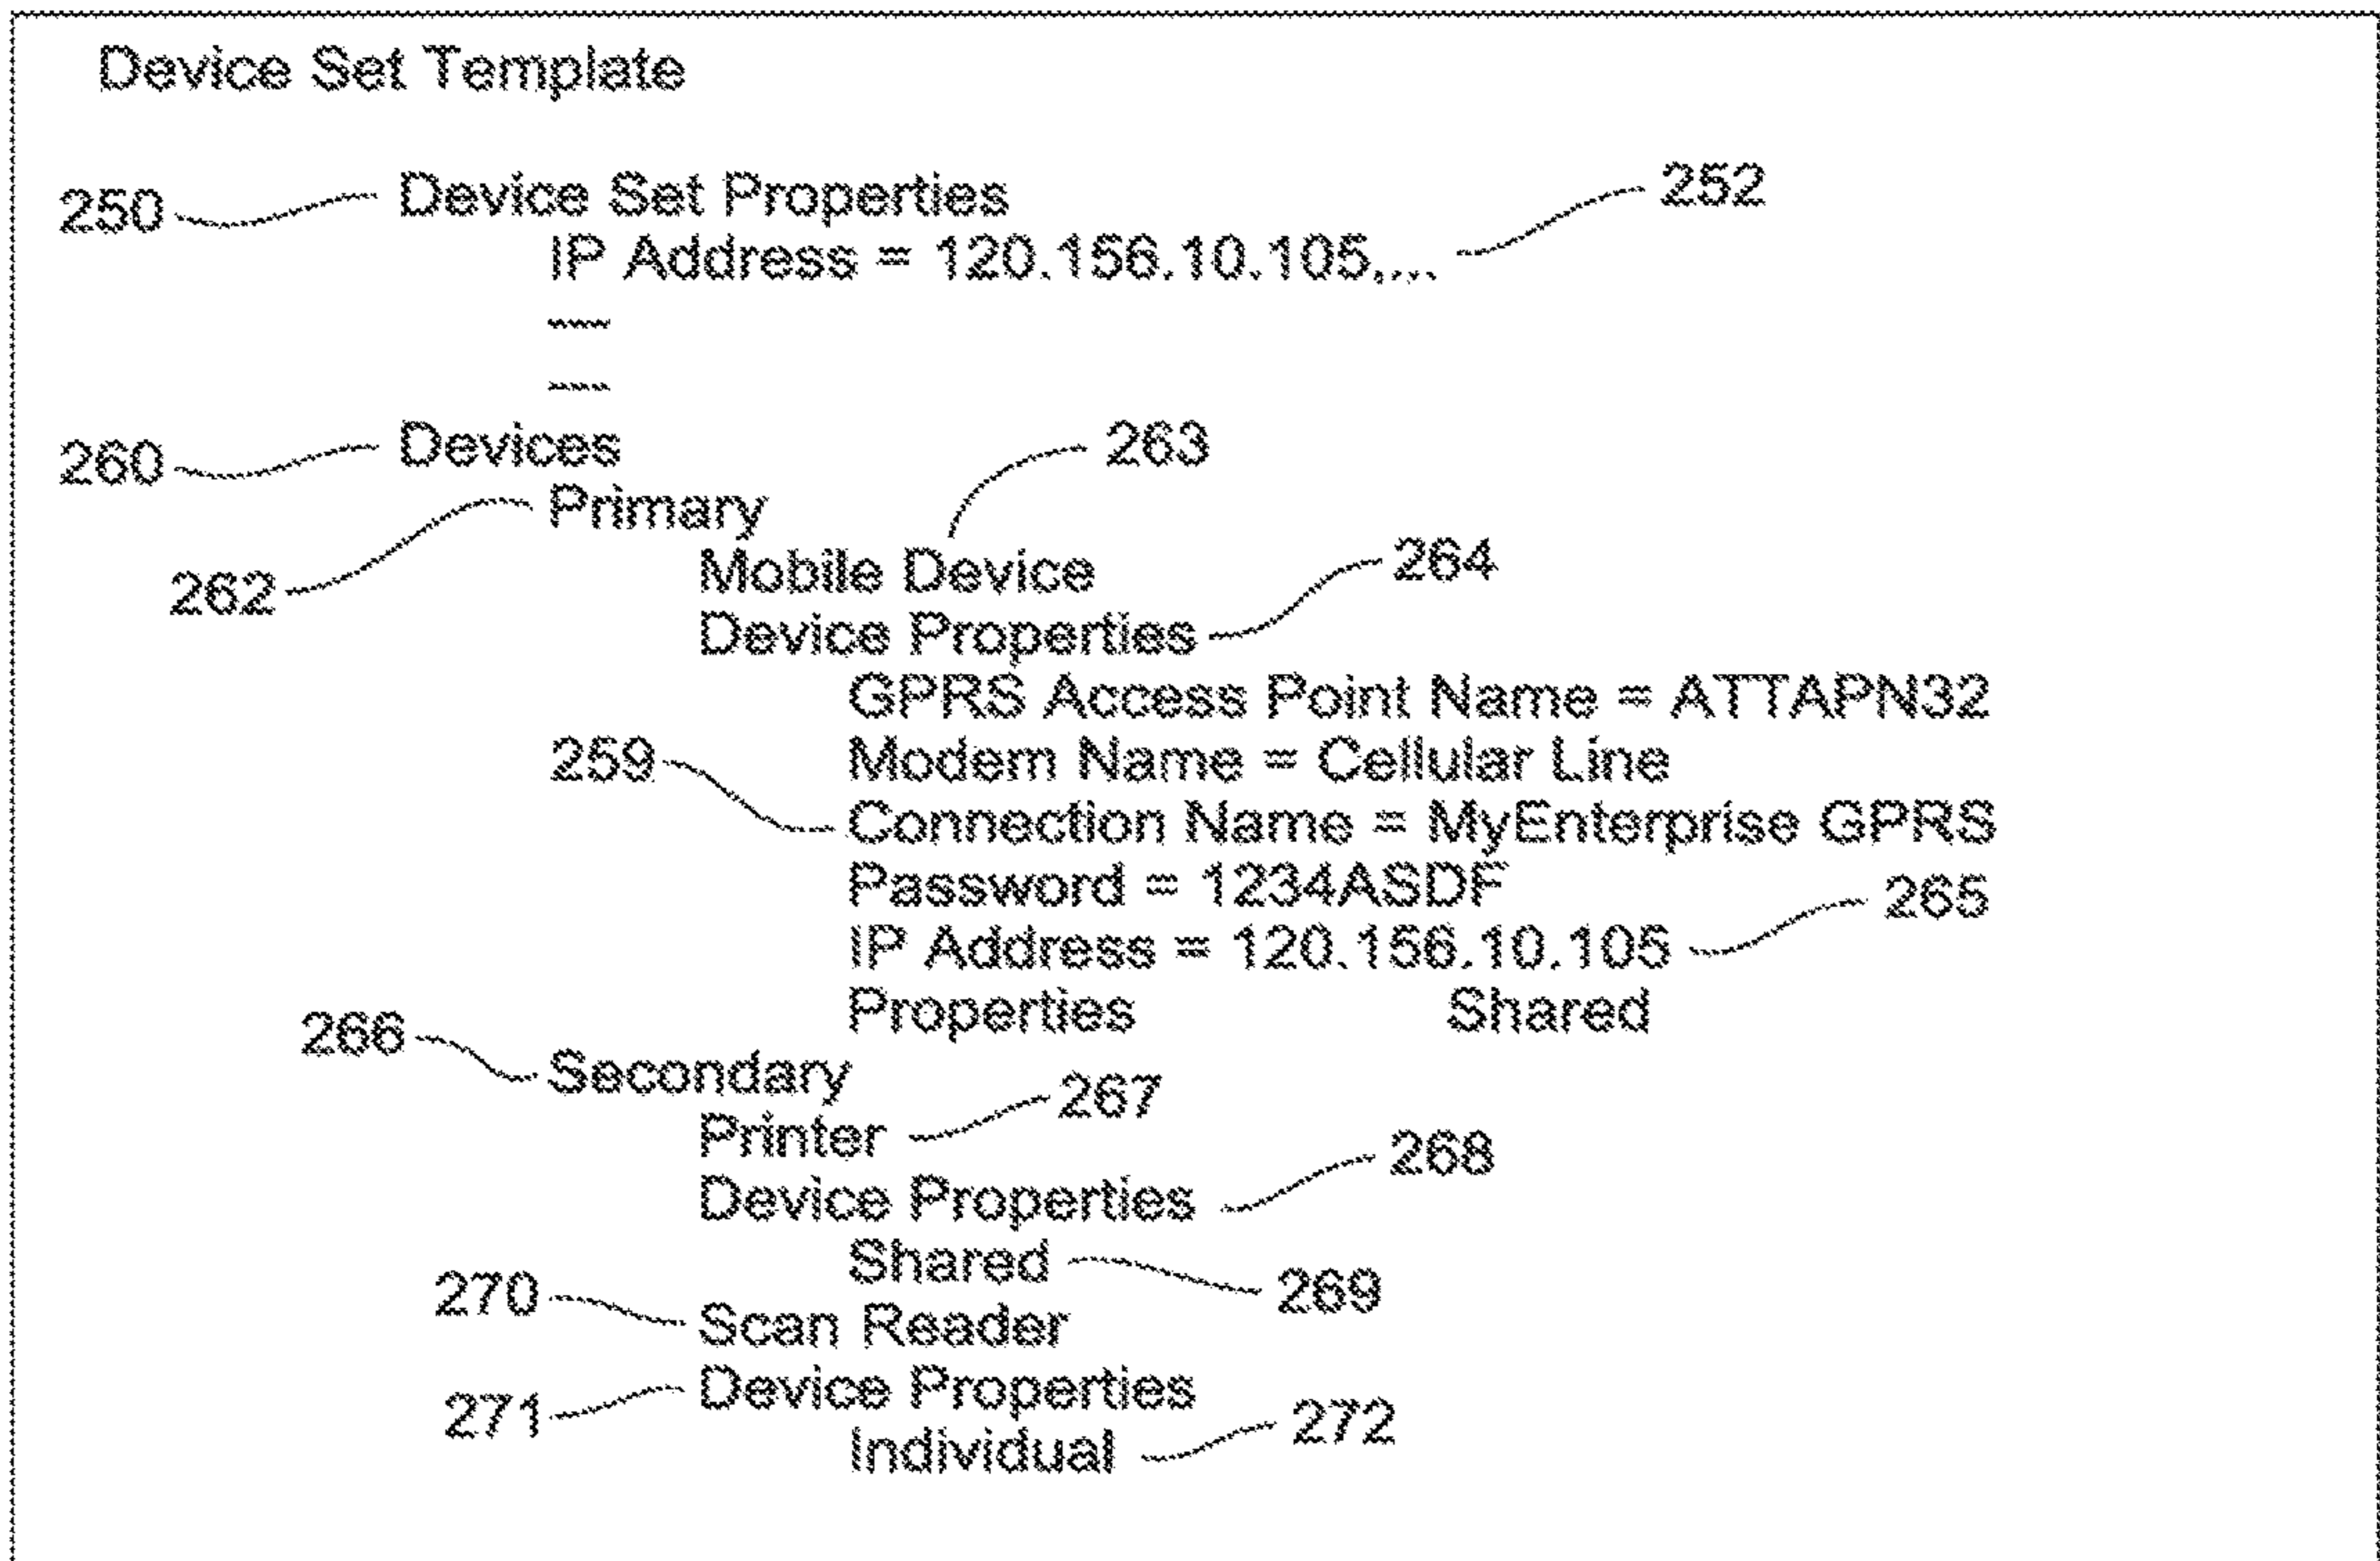 Device Set Template
250 Device Set Properties 252
IP Address = 120.156.10.105,...
---
---
260 Devices 263
Primary
262 Mobile Device 264
Device Properties
GPRS Access Point Name = ATTAPN32
259 Modem Name = Cellular Line
Connection Name = MyEnterprise GPRS
Password = 1234ASDF 265
IP Address = 120.156.10.105
Properties Shared
266 Secondary 267
Printer 268
Device Properties
Shared 269
270 Scan Reader
271 Device Properties 272
Individual